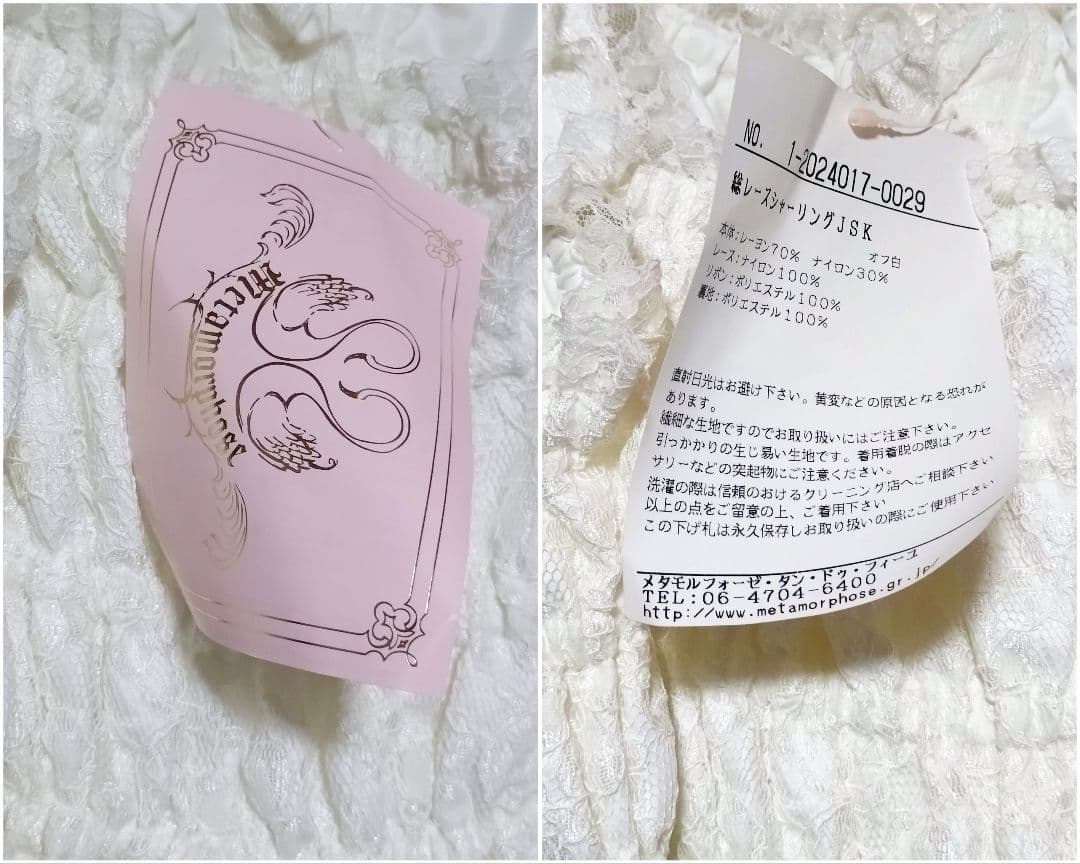 Metamorphose
NO. 1-2024017-0029
総レースシャーリングJSK
オフ白
本体:レーヨン70% ナイロン30%
レース:ナイロン100%
リボン:ポリエステル100%
裏地:ポリエステル100%
直射日光はお避け下さい。黄変などの原因となる恐れが
あります。
繊細な生地ですのでお取り扱いにはご注意下さい。
引っかかりの生じ易い生地です。着用着脱の際はアクセ
サリーなどの突起物にご注意ください。
洗濯の際は信頼のおけるクリーニング店へご相談下さい
以上の点をご留意の上、ご着用下さい
この下げ札は永久保存しお取り扱いの際にご使用下さい
メタモルフォーゼ・タン・ドゥ・フィーユ
TEL:06-4704-6400
http://www.metamorphose.gr.jp/